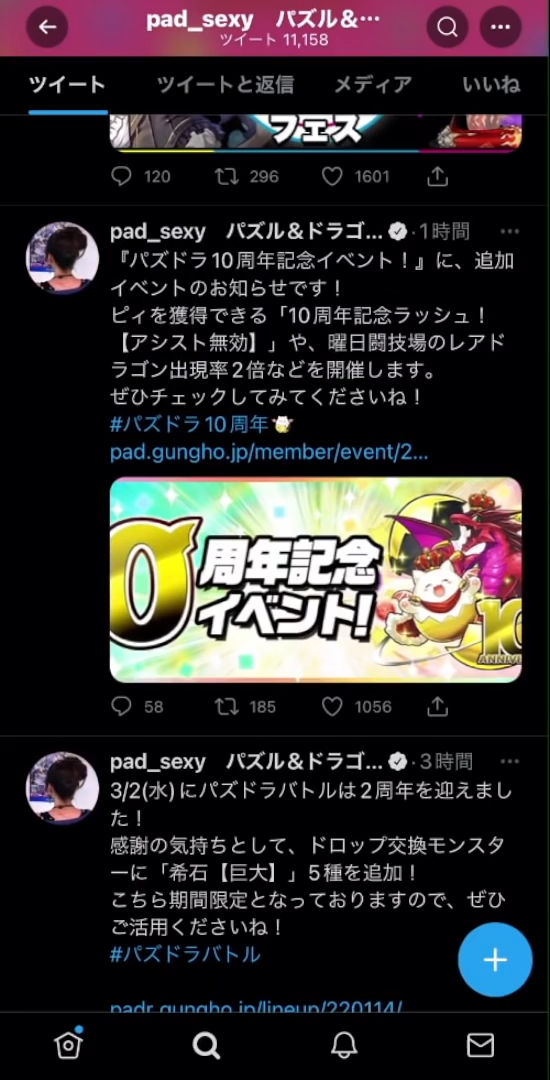 pad_sexy パズル＆…
ツイート 11,158
ツイート ツイートと返信 メディア いいね
フェス
120 296 1601
pad_sexy パズル＆ドラゴ... ・1時間
『パズドラ10周年記念イベント！』に、追加
イベントのお知らせです！
ピィを獲得できる「10周年記念ラッシュ！
【アシスト無効】」や、曜日闘技場のレアド
ラゴン出現率2倍などを開催します。
ぜひチェックしてみてくださいね！
#パズドラ10周年
pad.gungho.jp/member/event/2...
0周年記念
イベント!
10
ANNIV
58 185 1056
pad_sexy パズル＆ドラゴ... ・3時間
3/2(水)にパズドラバトルは2周年を迎えまし
た！
感謝の気持ちとして、ドロップ交換モンスタ
ーに「希石【巨大】」5種を追加！
こちら期間限定となっておりますので、ぜひ
ご活用くださいね！
#パズドラバトル
padr.gungho.jp/lineup/220114/